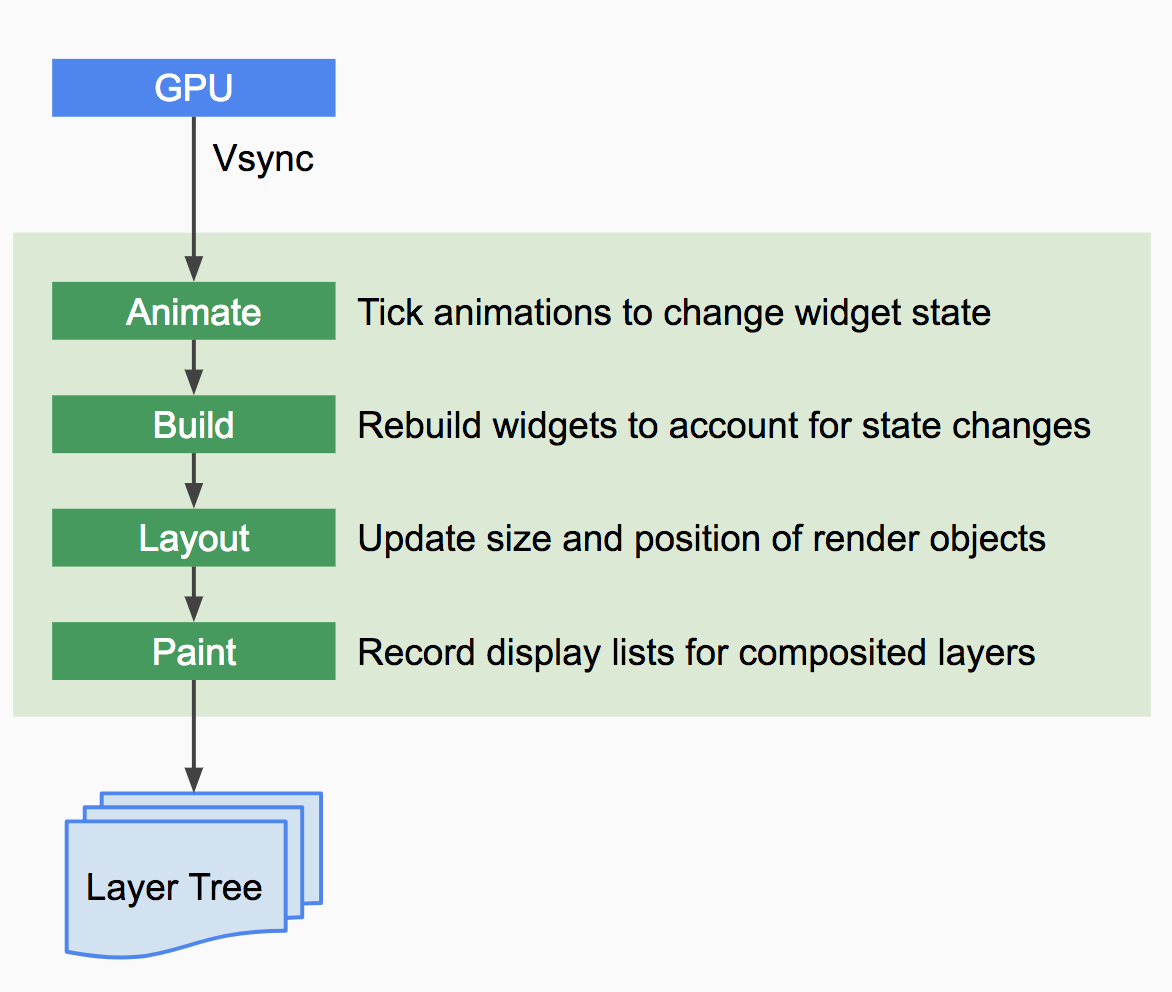 GPU
Vsync
Animate
Tick animations to change widget state
Build
Rebuild widgets to account for state changes
Layout
Update size and position of render objects
Paint
Record display lists for composited layers
Layer Tree